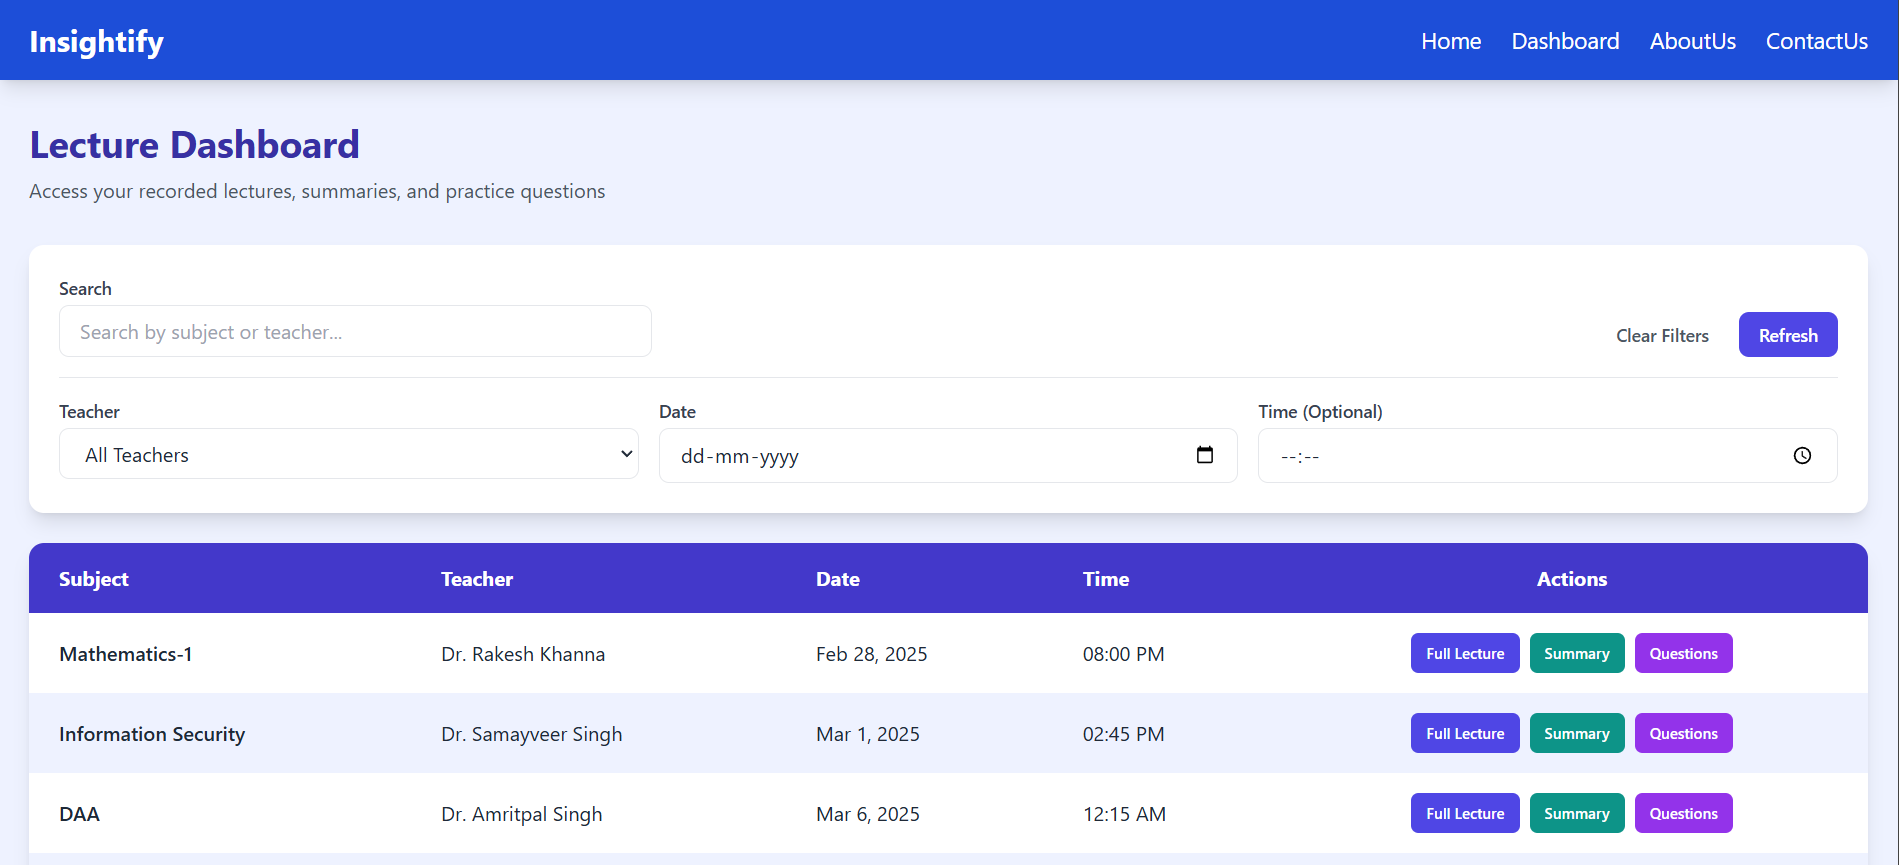 Insightify
Home Dashboard AboutUs ContactUs
Lecture Dashboard
Access your recorded lectures, summaries, and practice questions
Search
Search by subject or teacher...
Clear Filters Refresh
Teacher Date Time (Optional)
All Teachers dd-mm-yyyy --:--
Subject Teacher Date Time Actions
Mathematics-1 Dr. Rakesh Khanna Feb 28, 2025 08:00 PM Full Lecture Summary Questions
Information Security Dr. Samayveer Singh Mar 1, 2025 02:45 PM Full Lecture Summary Questions
DAA Dr. Amritpal Singh Mar 6, 2025 12:15 AM Full Lecture Summary Questions